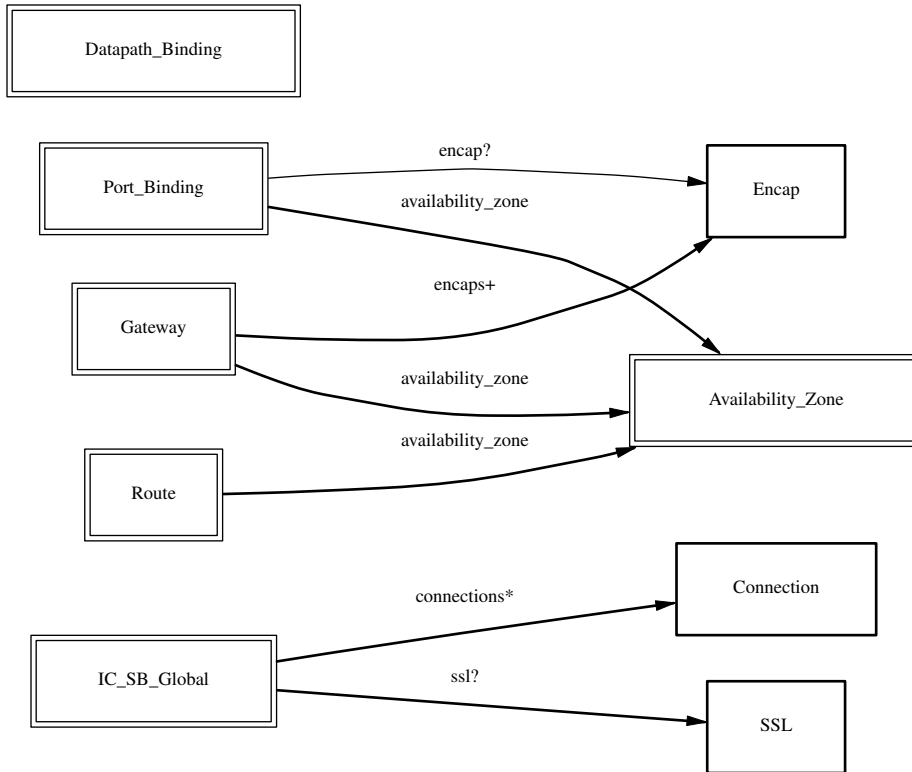 Datapath_Binding
encap?
Port_Binding
Encap
availability_zone
encaps+
Gateway
availability_zone
Availability_Zone
availability_zone
Route
Connection
connections*
IC_SB_Global
ssl?
SSL